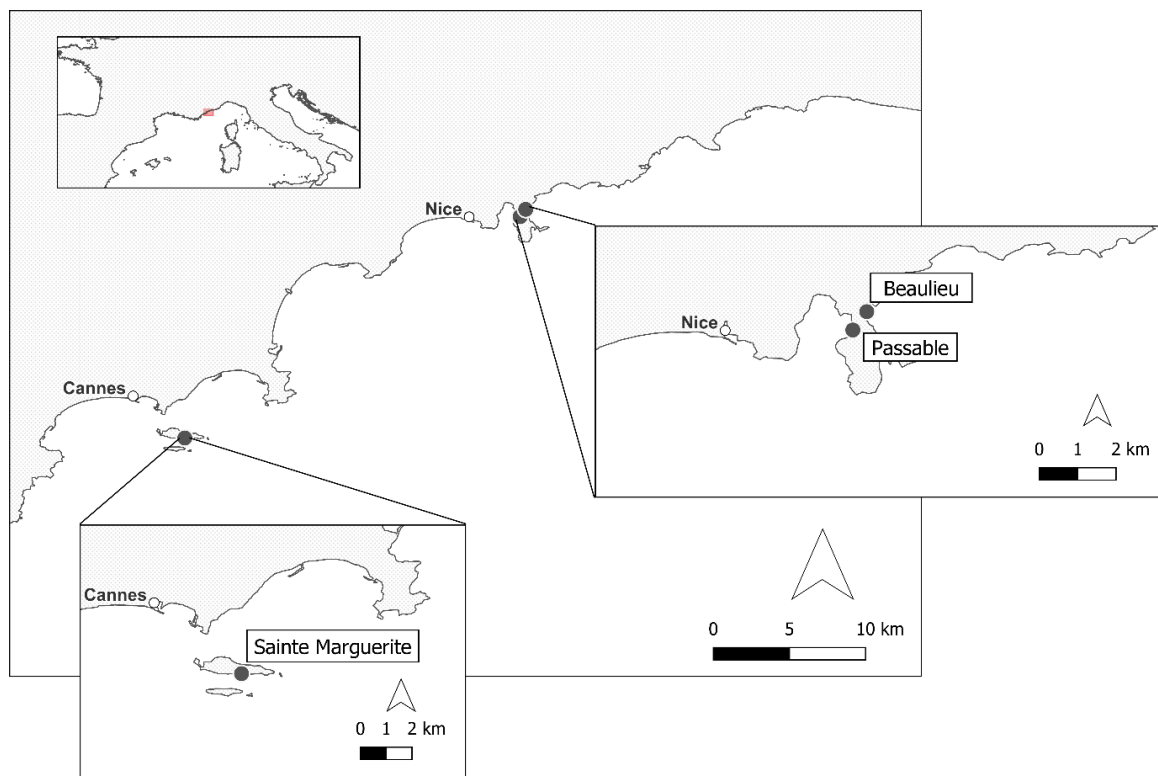 Nice
Cannes
Beaulieu
Nice
Passable
0 1 2 km
Cannes
Sainte Marguerite
0 1 2 km
0 5 10 km